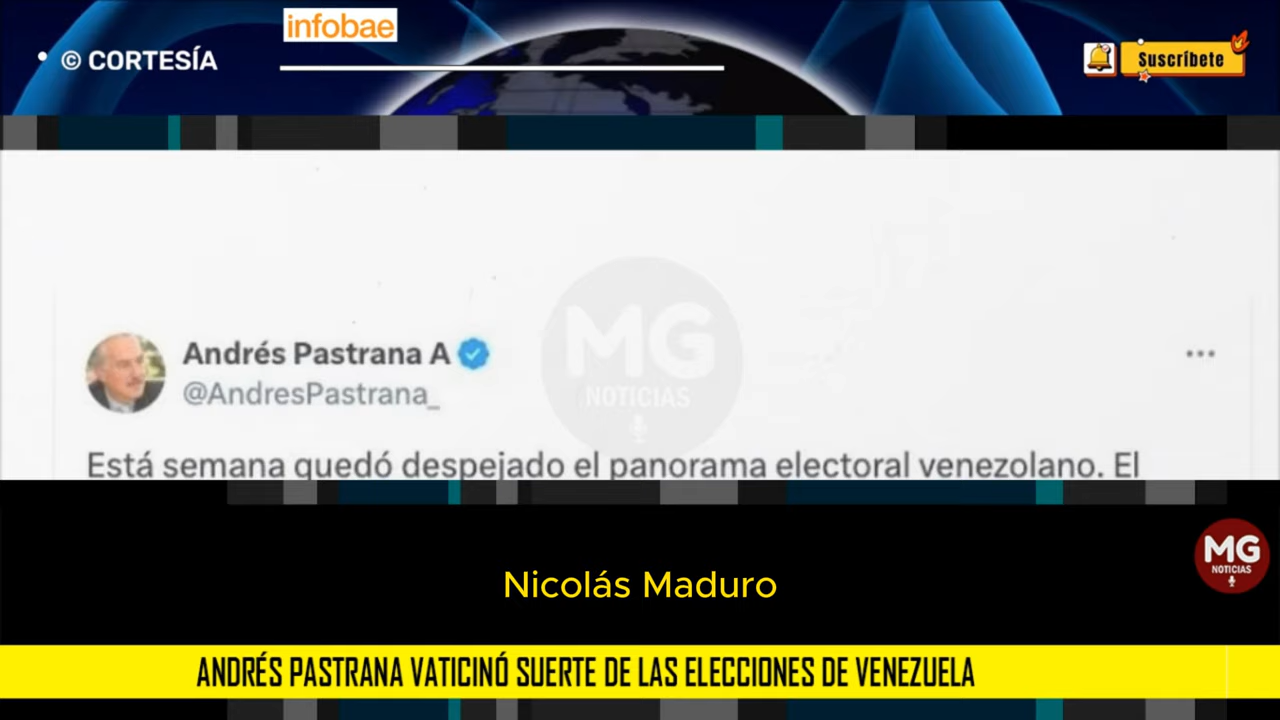 infobae
© CORTESÍA
Suscríbete
MG
NOTICIAS
Andrés Pastrana A
@AndresPastrana_
Está semana quedó despejado el panorama electoral venezolano. El
MG
NOTICIAS
Nicolás Maduro
ANDRÉS PASTRANA VATICINÓ SUERTE DE LAS ELECCIONES DE VENEZUELA